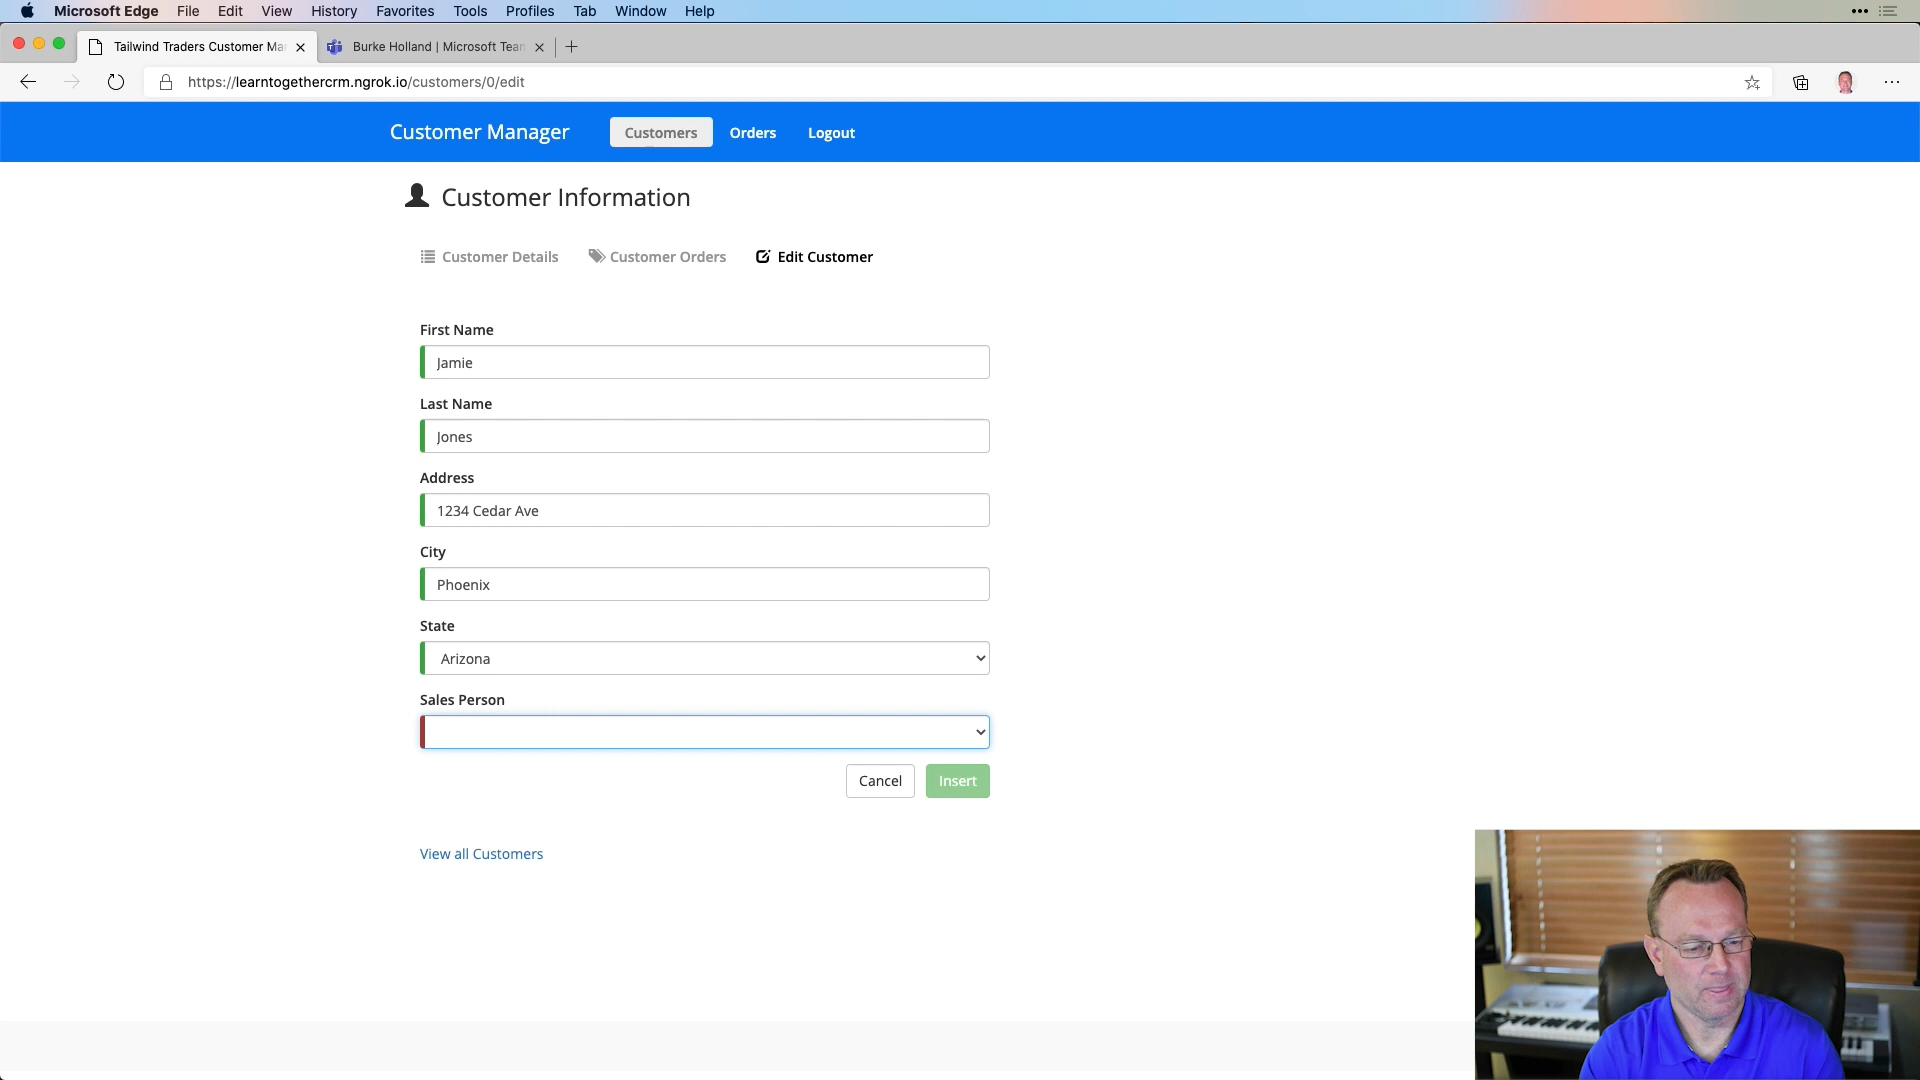 Microsoft Edge File Edit View History Favorites Tools Profiles Tab Window Help
Tailwind Traders Customer Ma Burke Holland | Microsoft Team
https://learntogethercrm.ngrok.io/customers/0/edit
Customer Manager Customers Orders Logout
Customer Information
Customer Details Customer Orders Edit Customer
First Name
Jamie
Last Name
Jones
Address
1234 Cedar Ave
City
Phoenix
State
Arizona
Sales Person
Cancel Insert
View all Customers